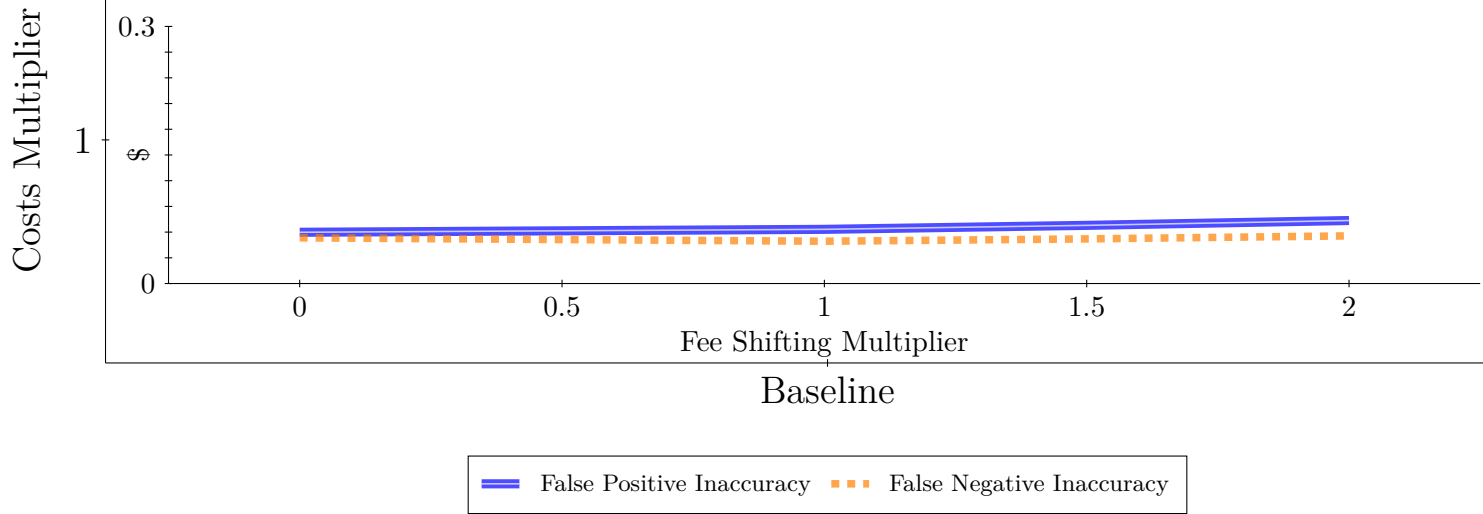 Costs Multiplier
1
$
0.3
0
0 0.5 1 1.5 2
Fee Shifting Multiplier
Baseline
False Positive Inaccuracy False Negative Inaccuracy